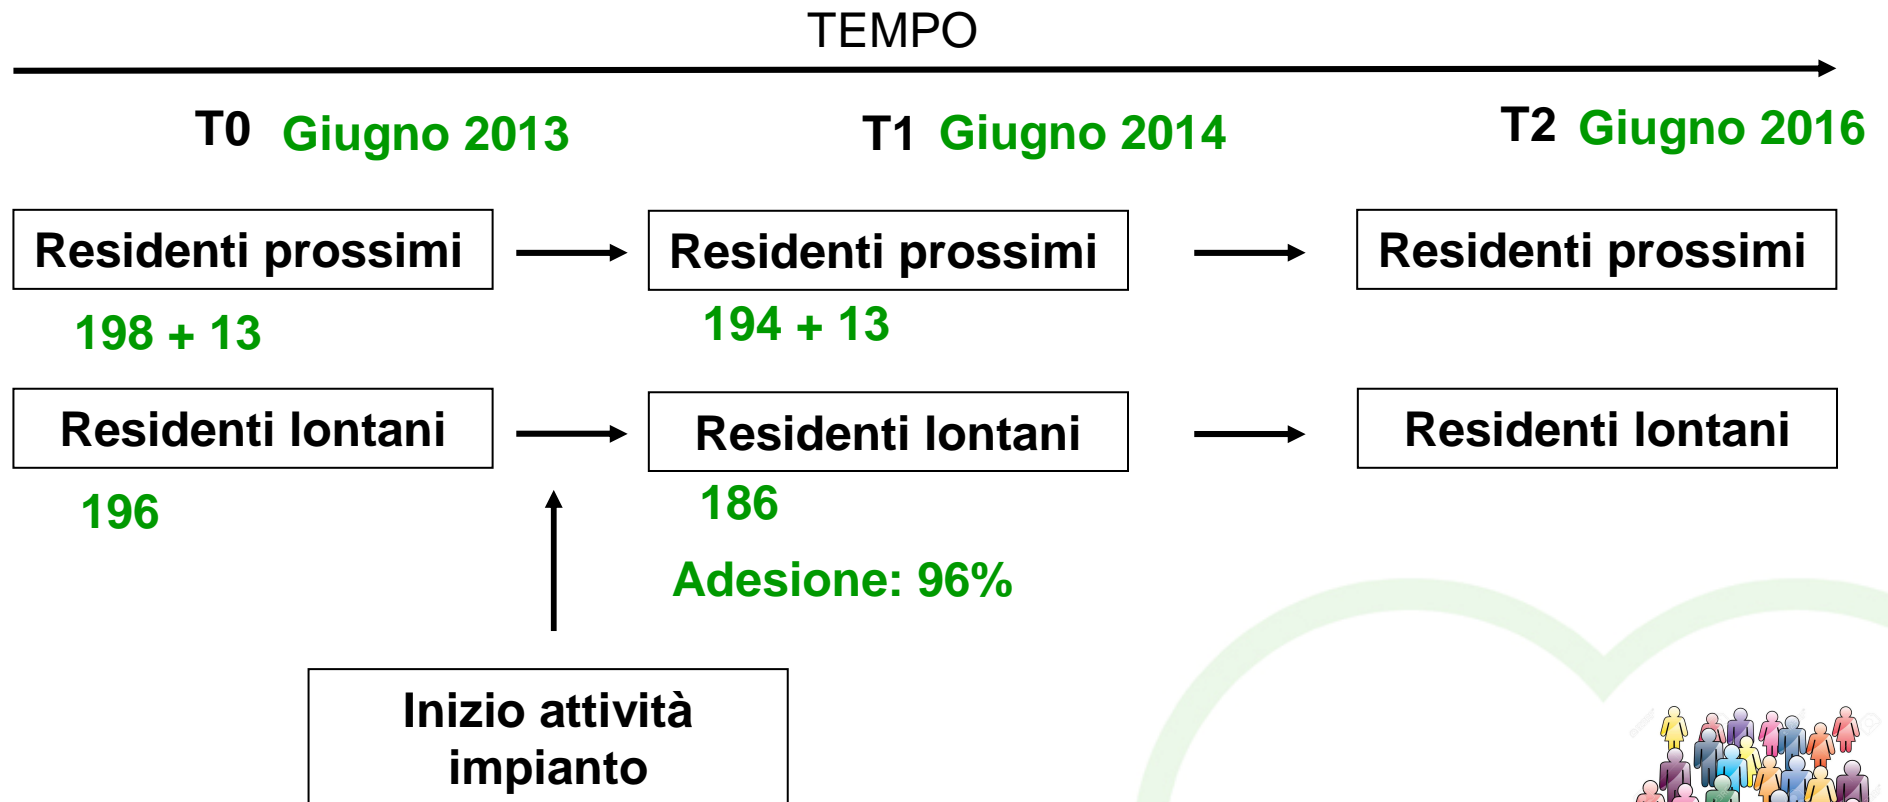 TEMPO
T0 Giugno 2013
T1 Giugno 2014
T2 Giugno 2016
Residenti prossimi
Residenti prossimi
Residenti prossimi
198 + 13
194 + 13
Residenti lontani
Residenti lontani
Residenti lontani
196
186
Adesione: 96%
Inizio attività
impianto